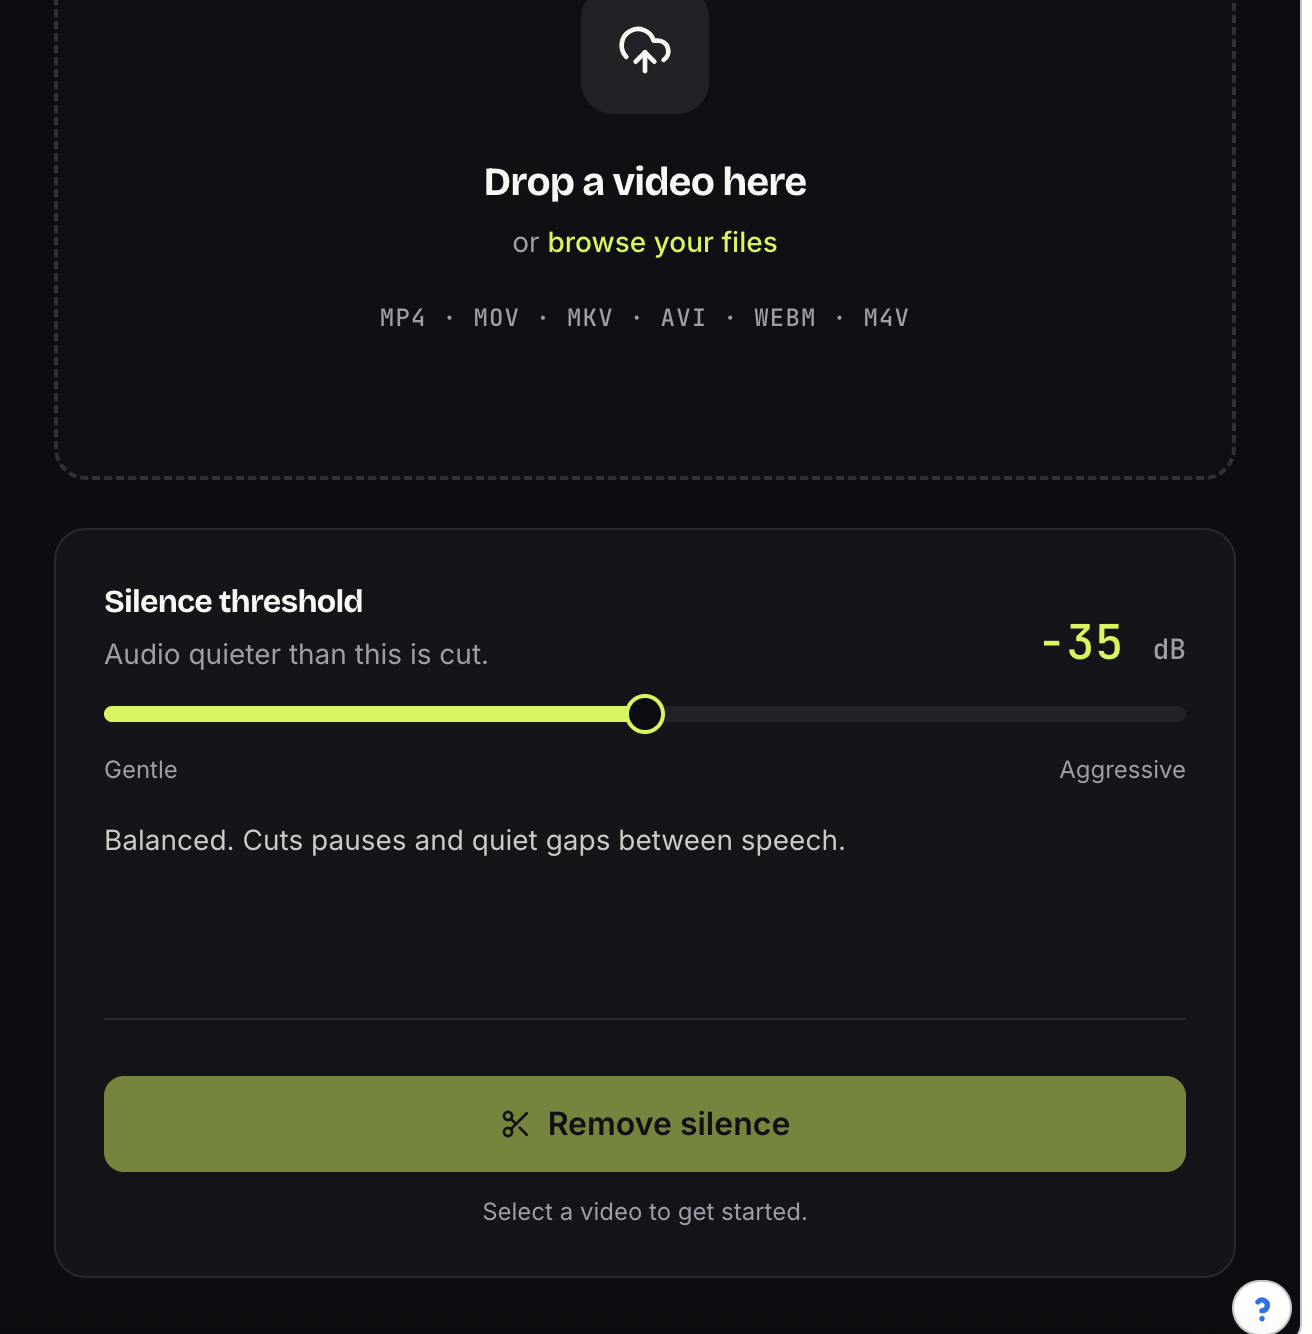 Drop a video here
or browse your files
MP4 · MOV · MKV · AVI · WEBM · M4V
Silence threshold
Audio quieter than this is cut.
-35 dB
Gentle
Aggressive
Balanced. Cuts pauses and quiet gaps between speech.
Remove silence
Select a video to get started.
?